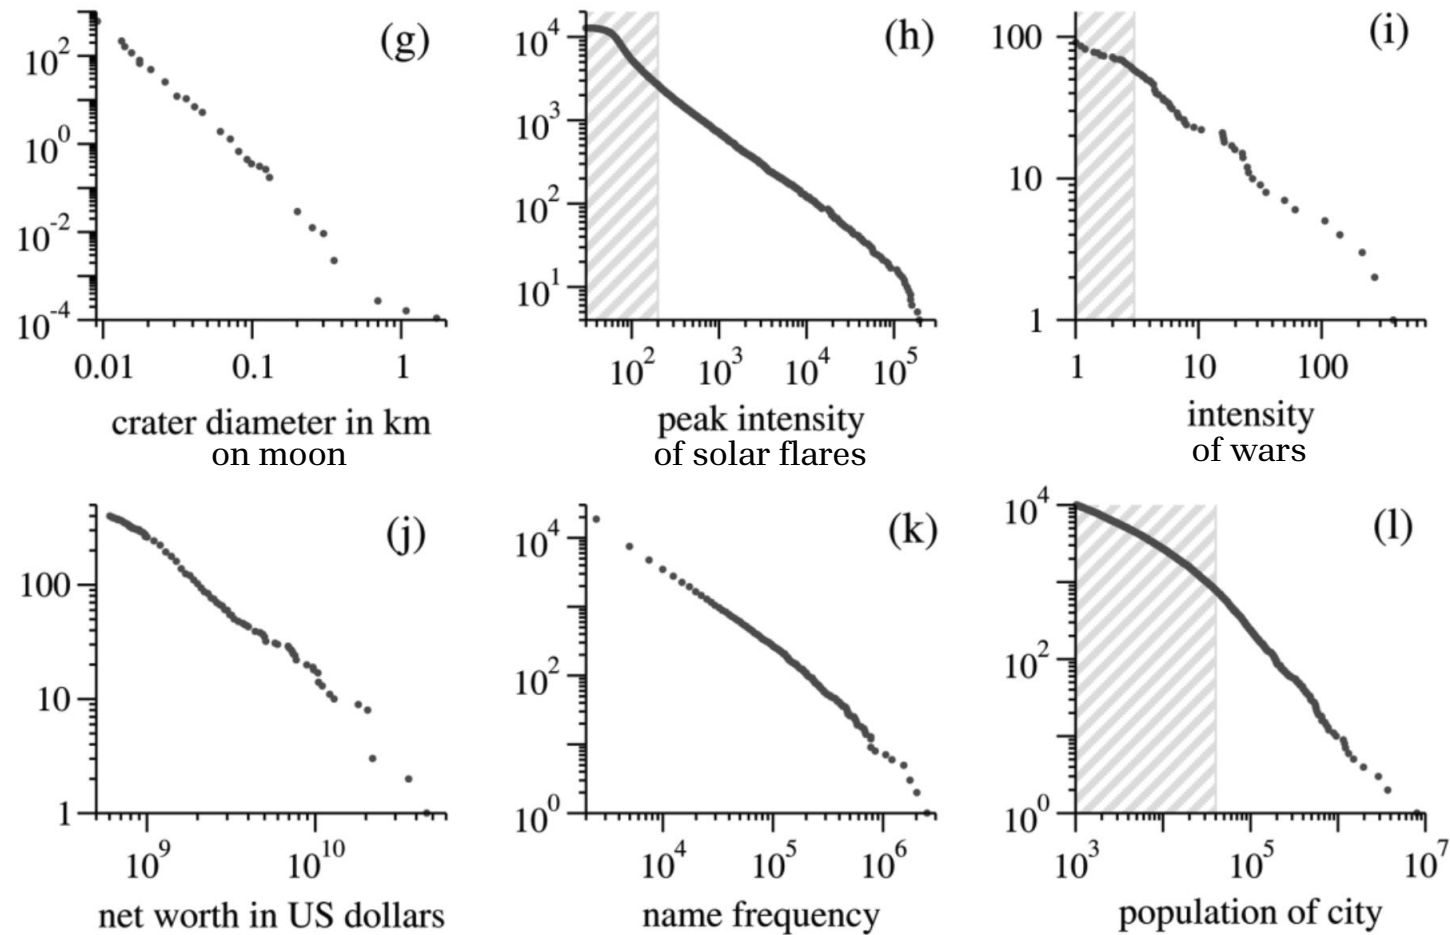 (g)
10^2
10^0
10^-2
10^-4
0.01 0.1 1
crater diameter in km
on moon
(h)
10^4
10^3
10^2
10^1
10^2 10^3 10^4 10^5
peak intensity
of solar flares
(i)
100
10
1
1 10 100
intensity
of wars
(j)
100
10
1
10^9 10^10
net worth in US dollars
(k)
10^4
10^2
10^0
10^4 10^5 10^6
name frequency
(l)
10^4
10^2
10^0
10^3 10^5 10^7
population of city